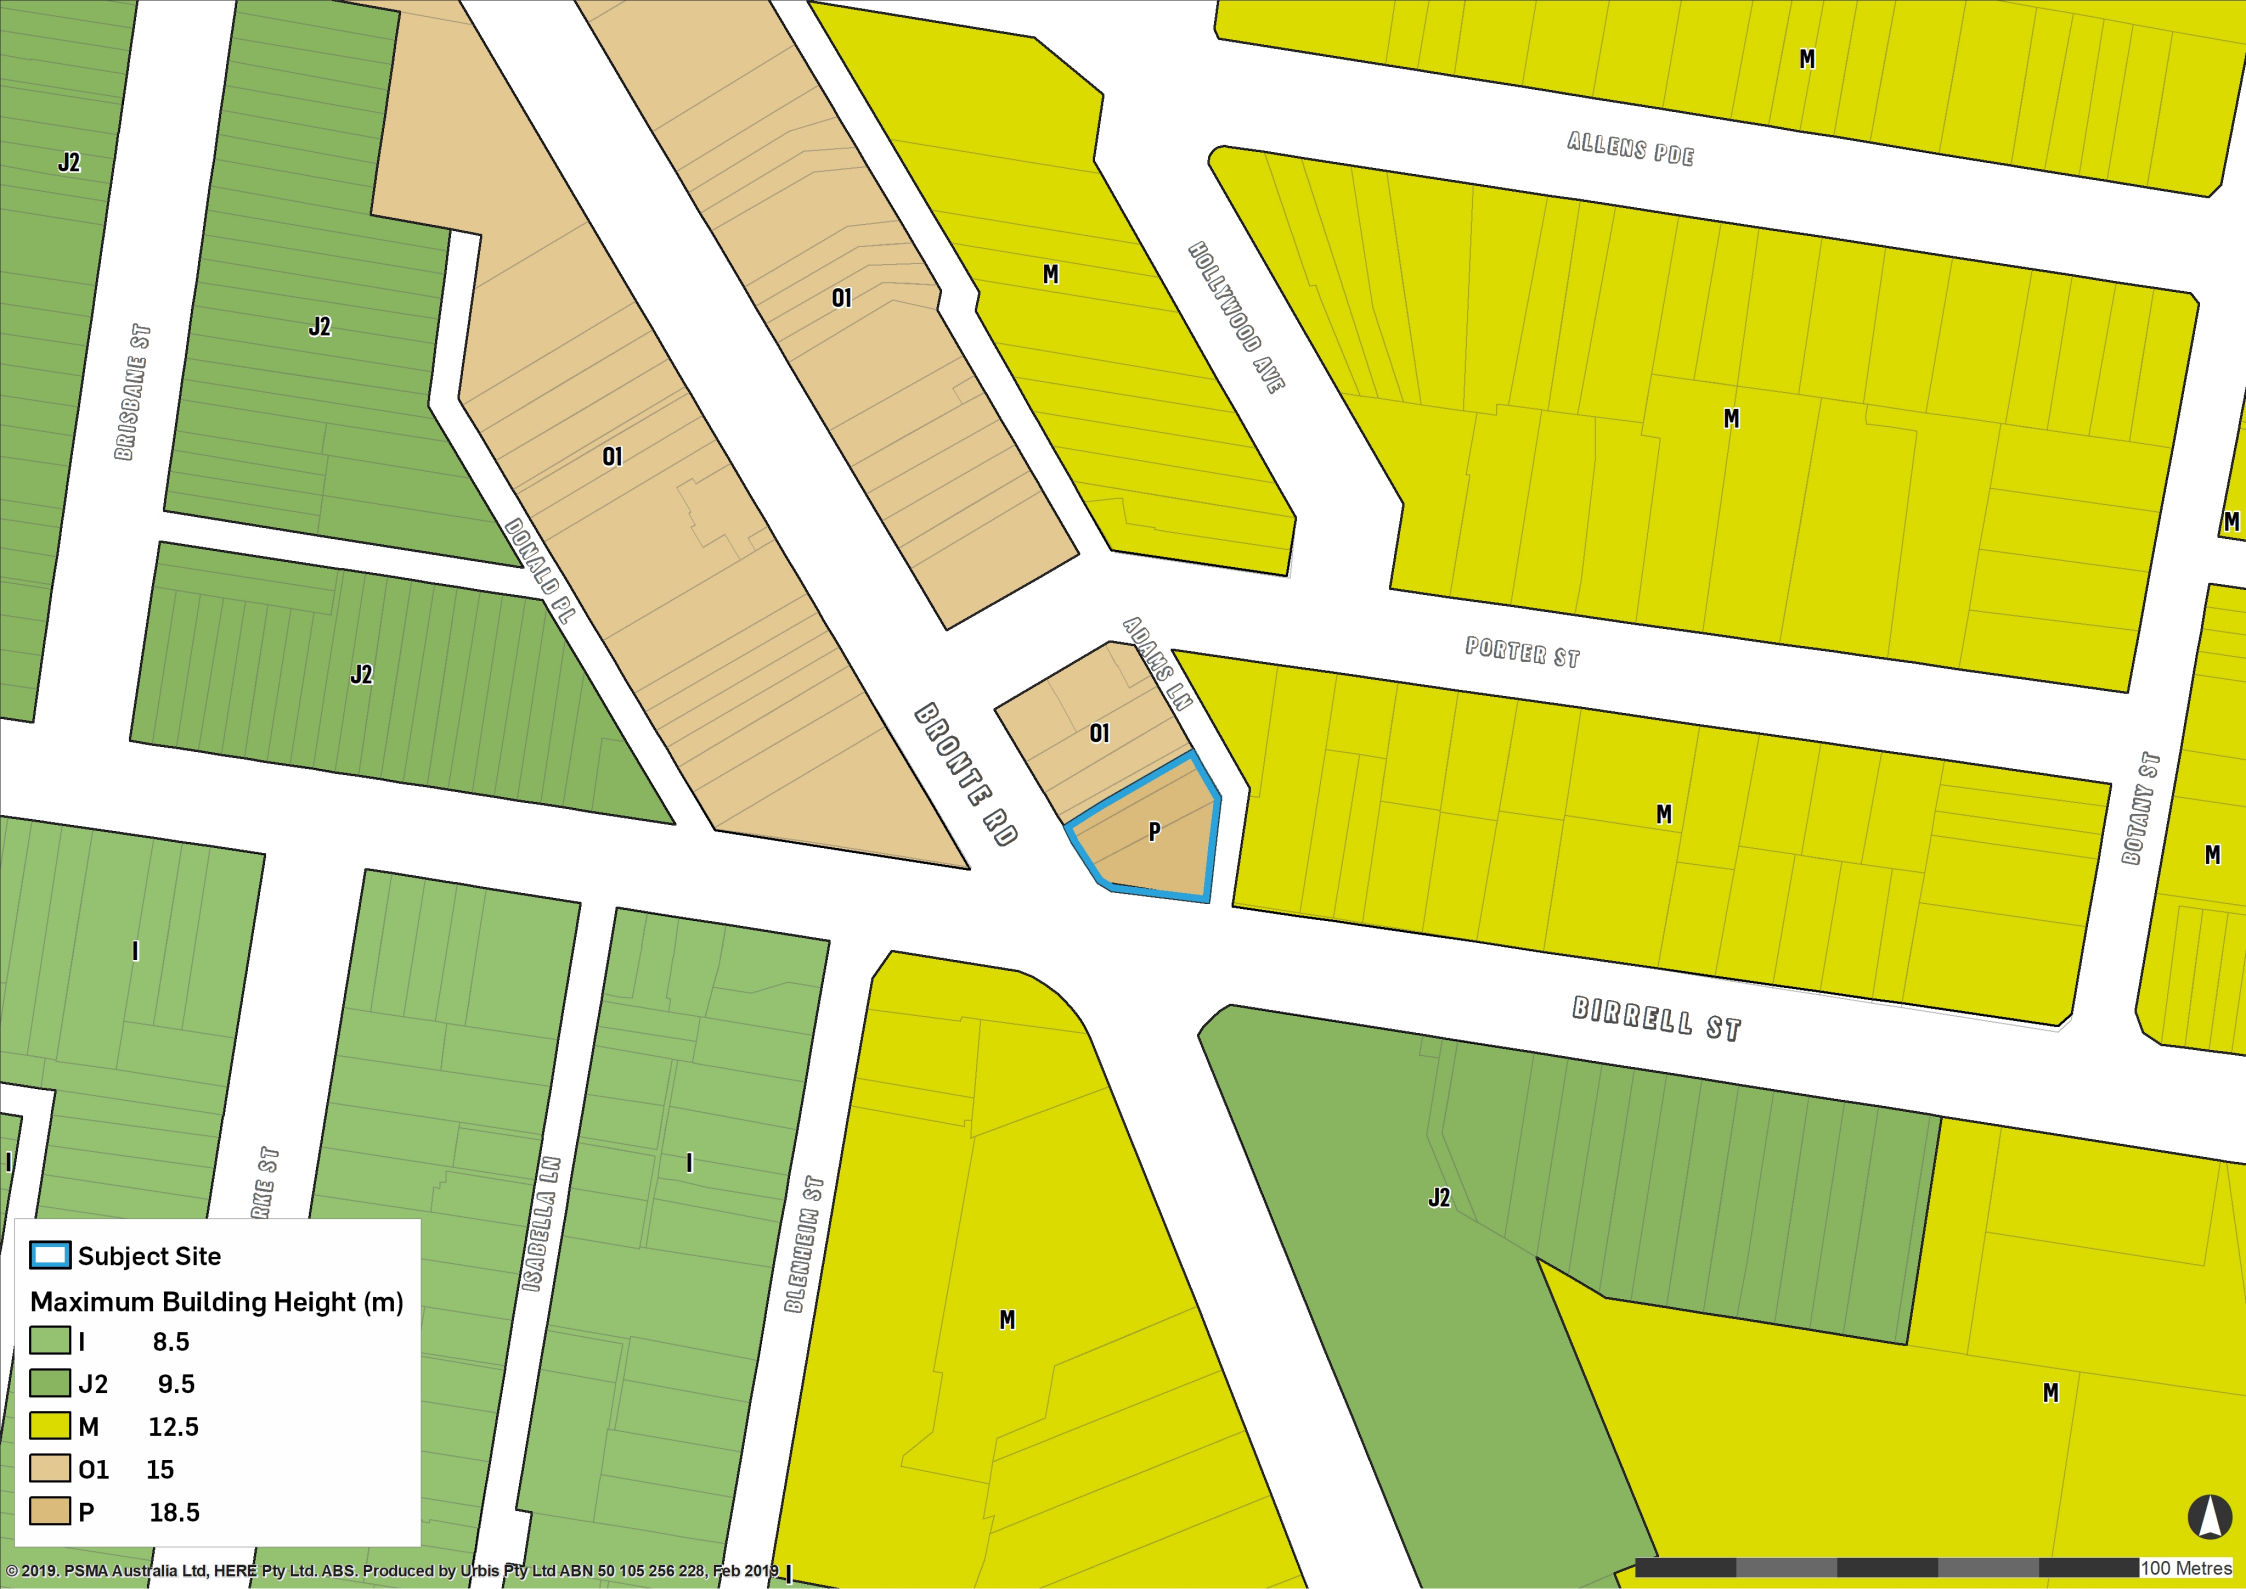 M
ALLENS PDE
J2
HOLLYWOOD AVE
M
O1
J2
BRISBANE ST
M
O1
M
DONALD PL
ADAMS LN
PORTER ST
J2
BRONTE RD
O1
P
M
BOTANY ST
M
I
BIRRELL ST
I
I
RKE ST
ISABELLA LN
BLENHEIM ST
J2
M
M
Subject Site
Maximum Building Height (m)
I 8.5
J2 9.5
M 12.5
O1 15
P 18.5
I
© 2019. PSMA Australia Ltd, HERE Pty Ltd. ABS. Produced by Urbis Pty Ltd ABN 50 105 256 228, Feb 2019
100 Metres